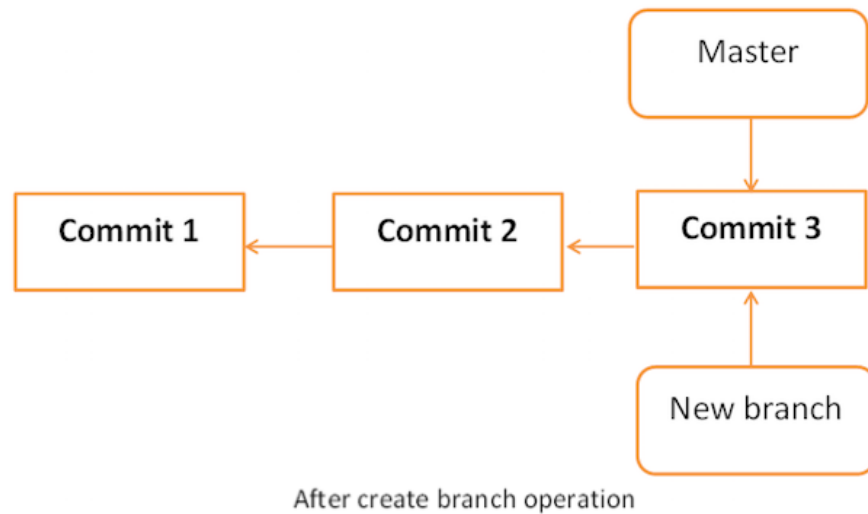 Master
Commit 1
Commit 2
Commit 3
New branch
After create branch operation